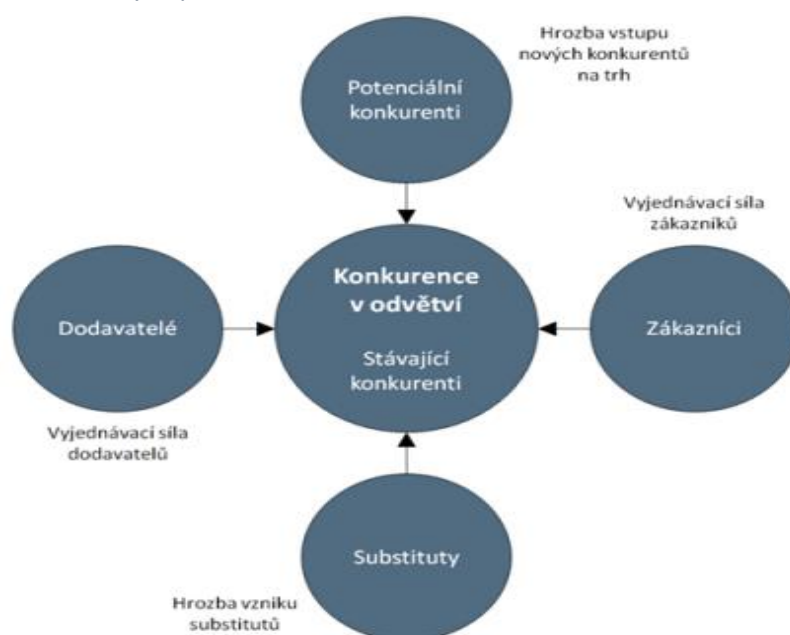 Hrozba vstupu
nových konkurentů
na trh
Potenciální
konkurenti
Vyjednávací síla
zákazníků
Konkurence
v odvětví
Stávající
konkurenti
Dodavatelé
Zákazníci
Vyjednávací síla
dodavatelů
Substituty
Hrozba vzniku
substitutů